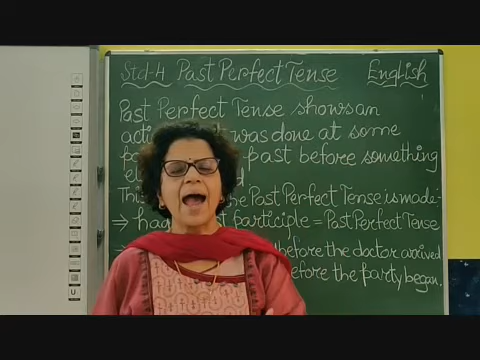 Std-4 Past Perfect Tense English
Past Perfect Tense shows an
was done at some
past before something
Past Perfect Tense is made:-
⇒ participle = Past Perfect Tense
before the doctor arrived
before the party began.